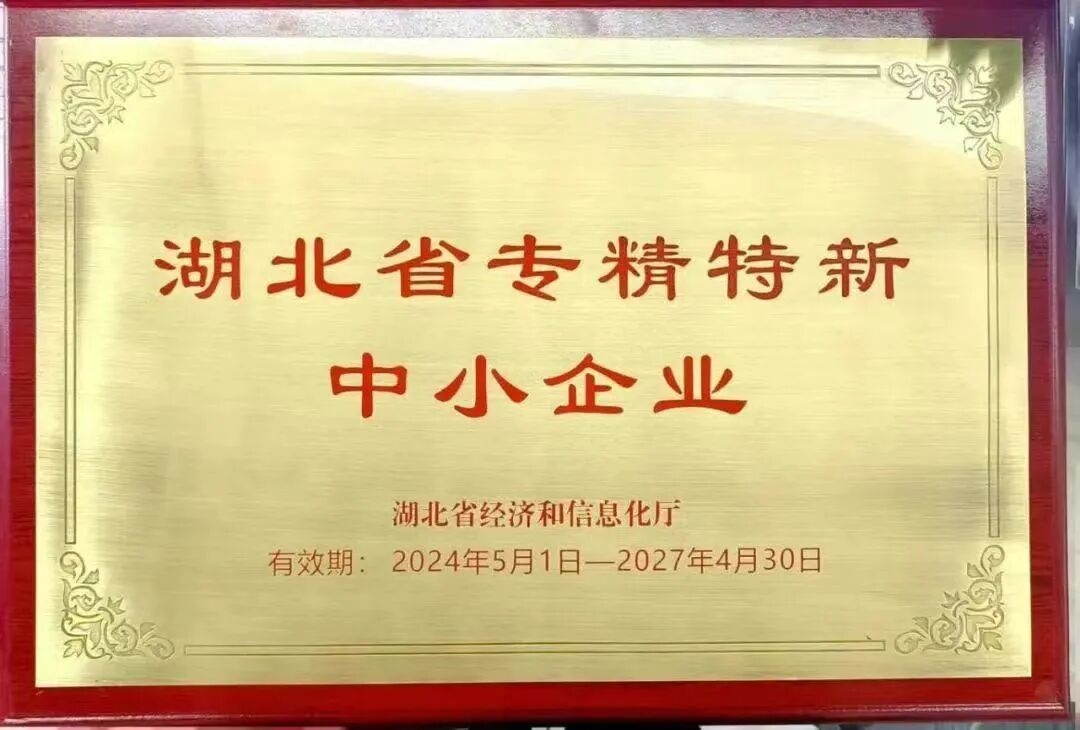 湖北省专精特新
中小企业
湖北省经济和信息化厅
有效期：2024年5月1日—2027年4月30日